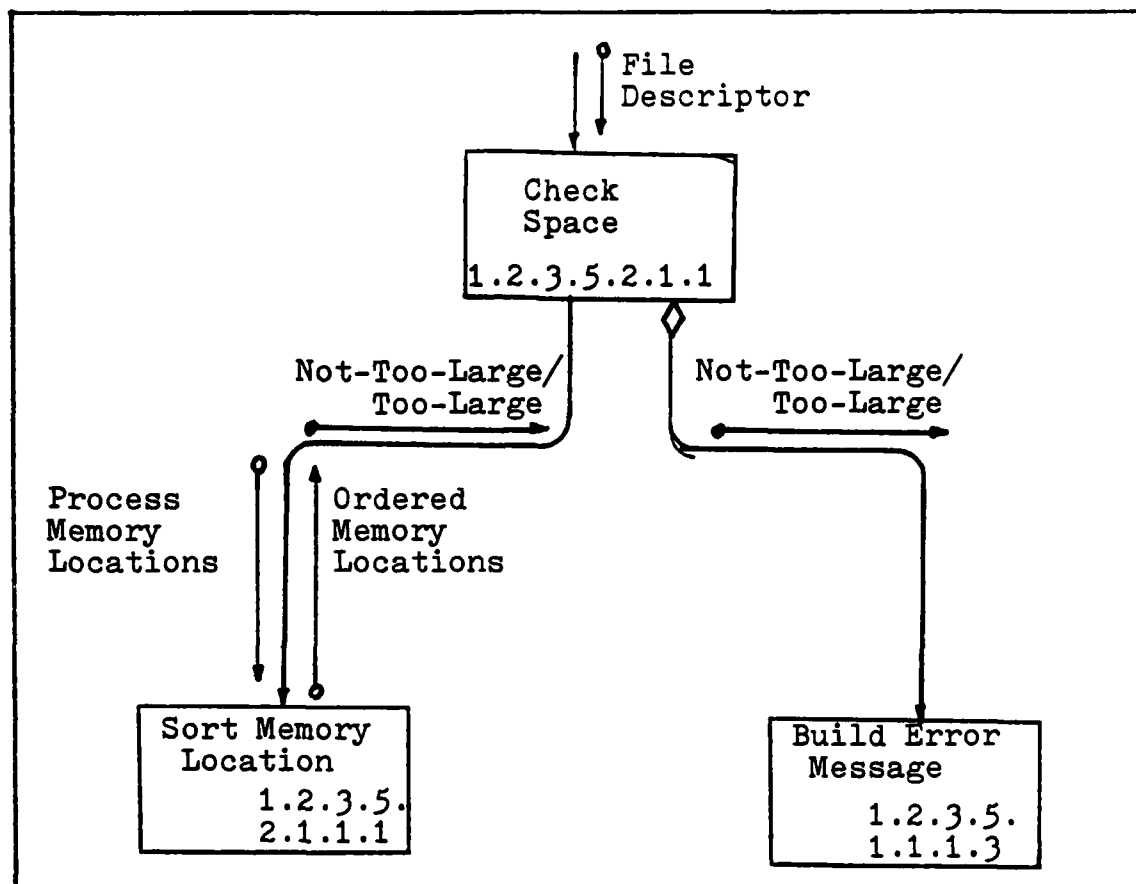 File
Descriptor
Check
Space
1.2.3.5.2.1.1
Not-Too-Large/
Too-Large
Not-Too-Large/
Too-Large
Process
Memory
Locations
Ordered
Memory
Locations
Sort Memory
Location
1.2.3.5.
2.1.1.1
Build Error
Message
1.2.3.5.
1.1.1.3